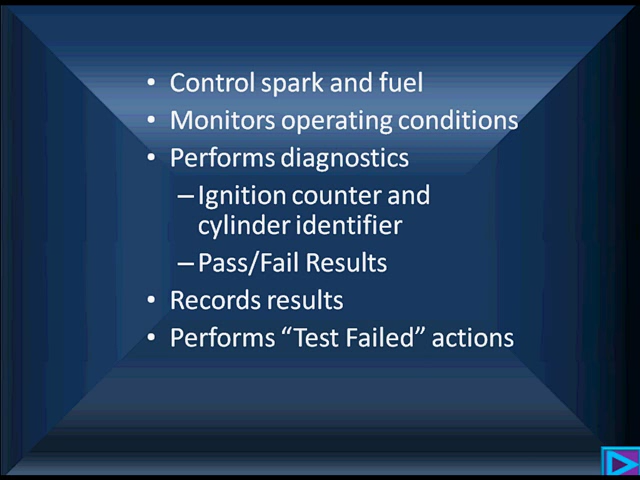 • Control spark and fuel
• Monitors operating conditions
• Performs diagnostics
– Ignition counter and
cylinder identifier
– Pass/Fail Results
• Records results
• Performs “Test Failed” actions